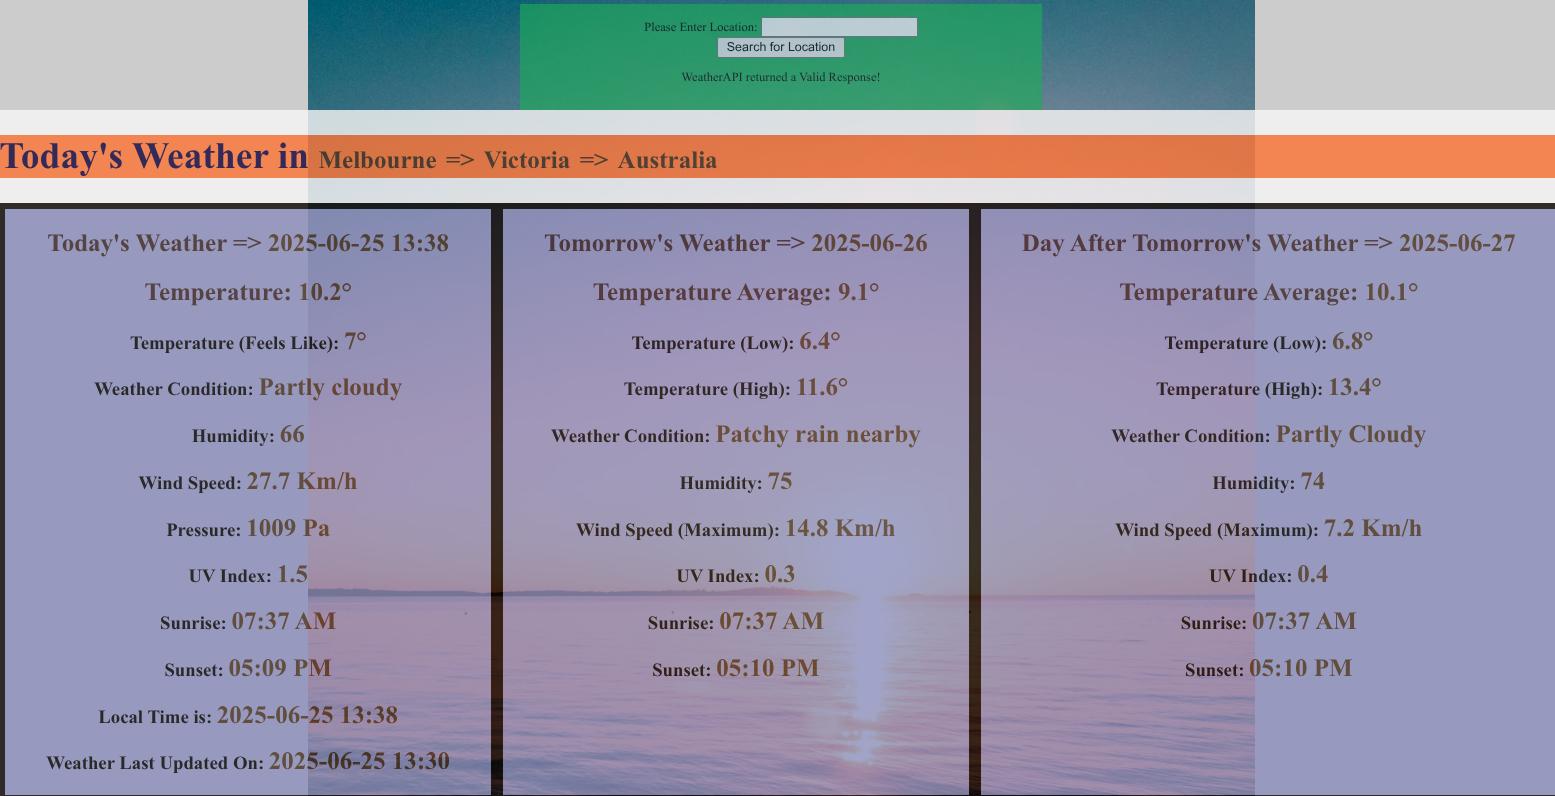 Please Enter Location:
Search for Location
WeatherAPI returned a Valid Response!
Today's Weather in Melbourne => Victoria => Australia
Today's Weather => 2025-06-25 13:38
Temperature: 10.2°
Temperature (Feels Like): 7°
Weather Condition: Partly cloudy
Humidity: 66
Wind Speed: 27.7 Km/h
Pressure: 1009 Pa
UV Index: 1.5
Sunrise: 07:37 AM
Sunset: 05:09 PM
Local Time is: 2025-06-25 13:38
Weather Last Updated On: 2025-06-25 13:30
Tomorrow's Weather => 2025-06-26
Temperature Average: 9.1°
Temperature (Low): 6.4°
Temperature (High): 11.6°
Weather Condition: Patchy rain nearby
Humidity: 75
Wind Speed (Maximum): 14.8 Km/h
UV Index: 0.3
Sunrise: 07:37 AM
Sunset: 05:10 PM
Day After Tomorrow's Weather => 2025-06-27
Temperature Average: 10.1°
Temperature (Low): 6.8°
Temperature (High): 13.4°
Weather Condition: Partly Cloudy
Humidity: 74
Wind Speed (Maximum): 7.2 Km/h
UV Index: 0.4
Sunrise: 07:37 AM
Sunset: 05:10 PM